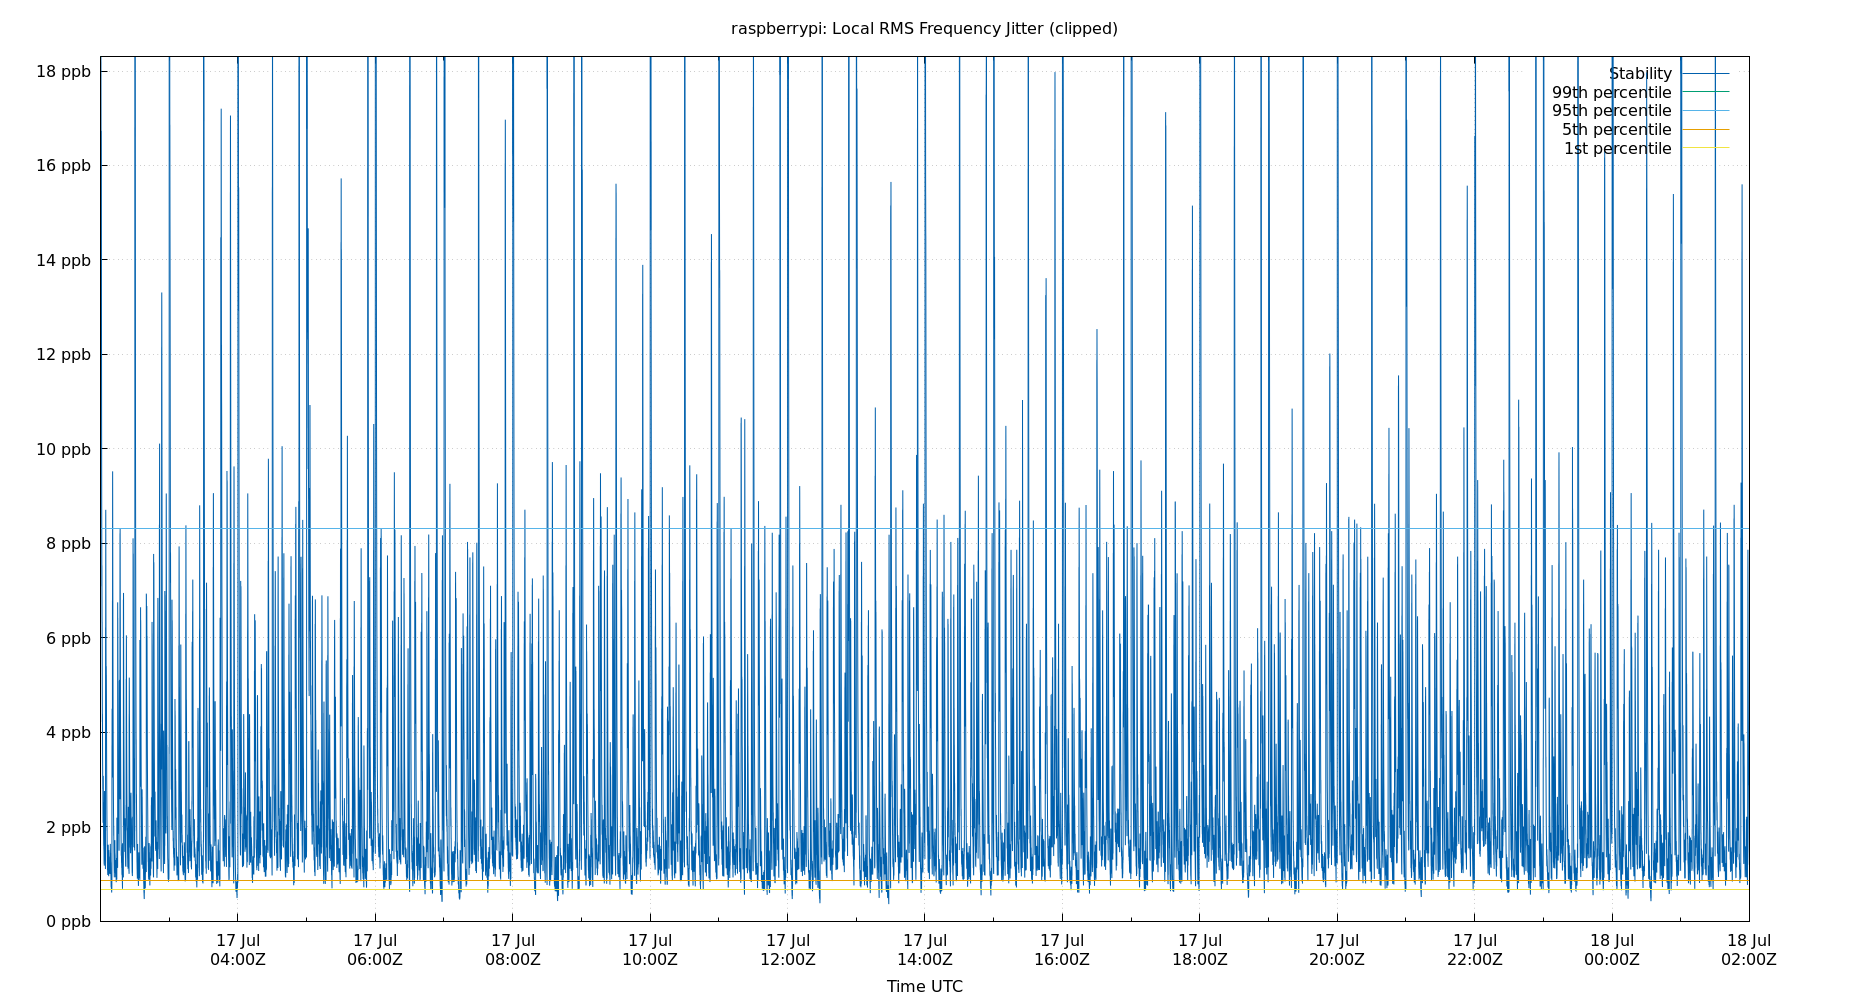 raspberrypi: Local RMS Frequency Jitter (clipped)
18 ppb
16 ppb
14 ppb
12 ppb
10 ppb
8 ppb
6 ppb
4 ppb
2 ppb
0 ppb
Stability
99th percentile
95th percentile
5th percentile
1st percentile
17 Jul 17 Jul 17 Jul 17 Jul 17 Jul 17 Jul 17 Jul 17 Jul 17 Jul 17 Jul 18 Jul 18 Jul
04:00Z 06:00Z 08:00Z 10:00Z 12:00Z 14:00Z 16:00Z 18:00Z 20:00Z 22:00Z 00:00Z 02:00Z
Time UTC